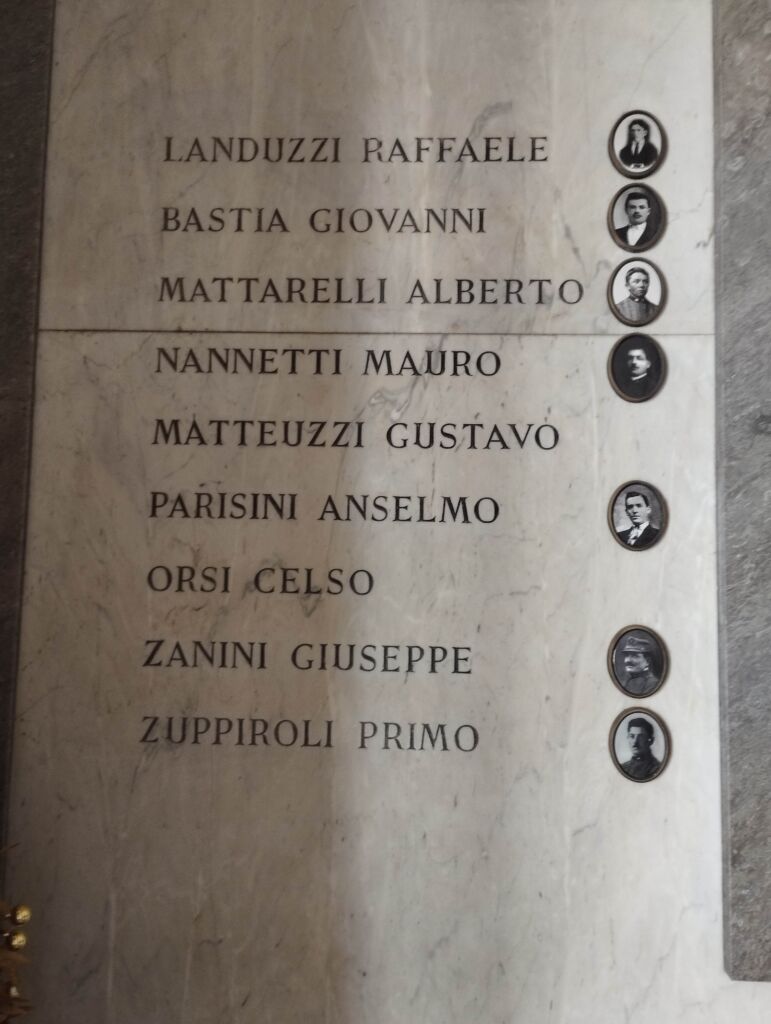 LANDUZZI RAFFAELE
BASTIA GIOVANNI
MATTARELLI ALBERTO
NANNETTI MAURO
MATTEUZZI GUSTAVO
PARISINI ANSELMO
ORSI CELSO
ZANINI GIUSEPPE
ZUPPIROLI PRIMO